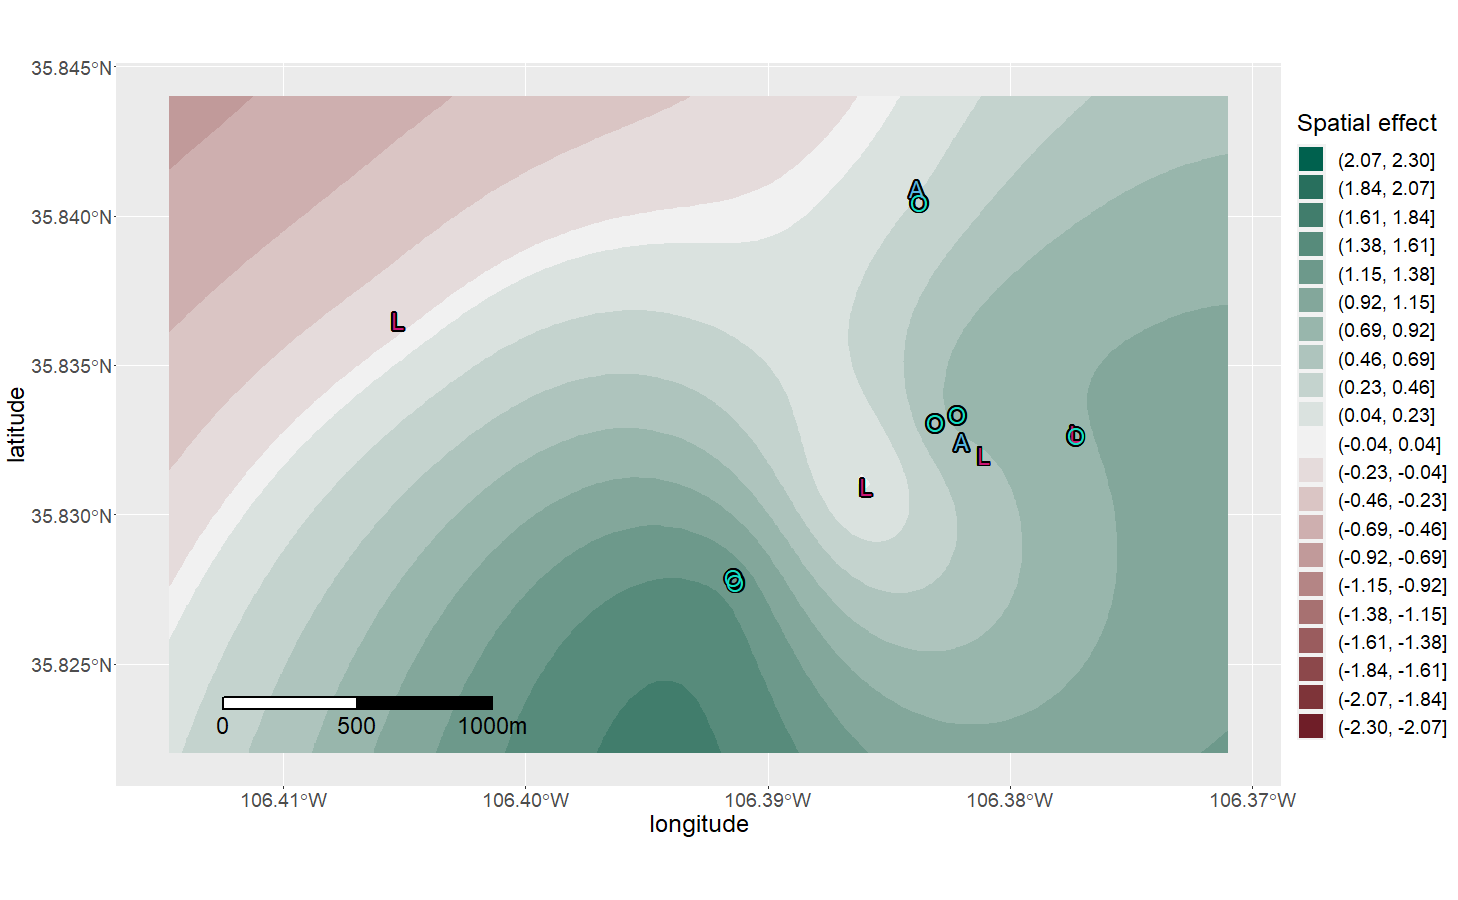 35.845°N
35.840°N
35.835°N
35.830°N
35.825°N
latitude
A
O
L
O
O
A
L
L
O
L
O
O
0
500
1000m
106.41°W
106.40°W
106.39°W
106.38°W
106.37°W
longitude
Spatial effect
(2.07, 2.30]
(1.84, 2.07]
(1.61, 1.84]
(1.38, 1.61]
(1.15, 1.38]
(0.92, 1.15]
(0.69, 0.92]
(0.46, 0.69]
(0.23, 0.46]
(0.04, 0.23]
(-0.04, 0.04]
(-0.23, -0.04]
(-0.46, -0.23]
(-0.69, -0.46]
(-0.92, -0.69]
(-1.15, -0.92]
(-1.38, -1.15]
(-1.61, -1.38]
(-1.84, -1.61]
(-2.07, -1.84]
(-2.30, -2.07]